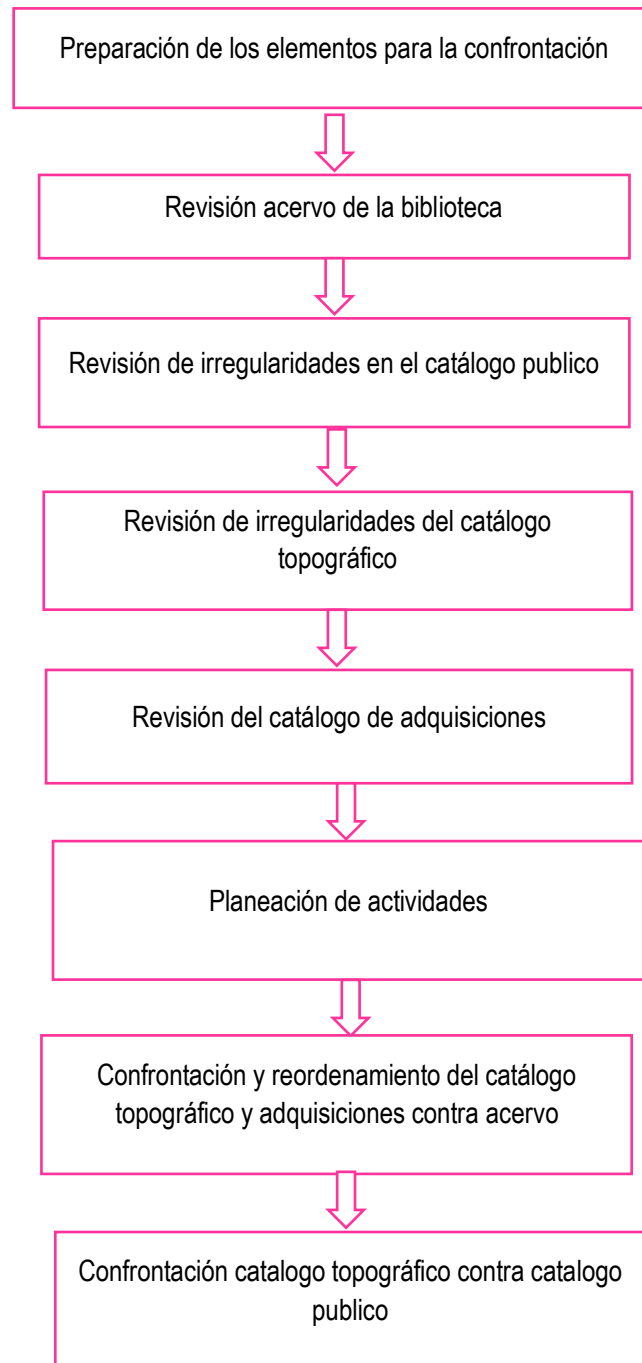 Preparación de los elementos para la confrontación
Revisión acervo de la biblioteca
Revisión de irregularidades en el catálogo publico
Revisión de irregularidades del catálogo
topográfico
Revisión del catálogo de adquisiciones
Planeación de actividades
Confrontación y reordenamiento del catálogo
topográfico y adquisiciones contra acervo
Confrontación catalogo topográfico contra catalogo
publico